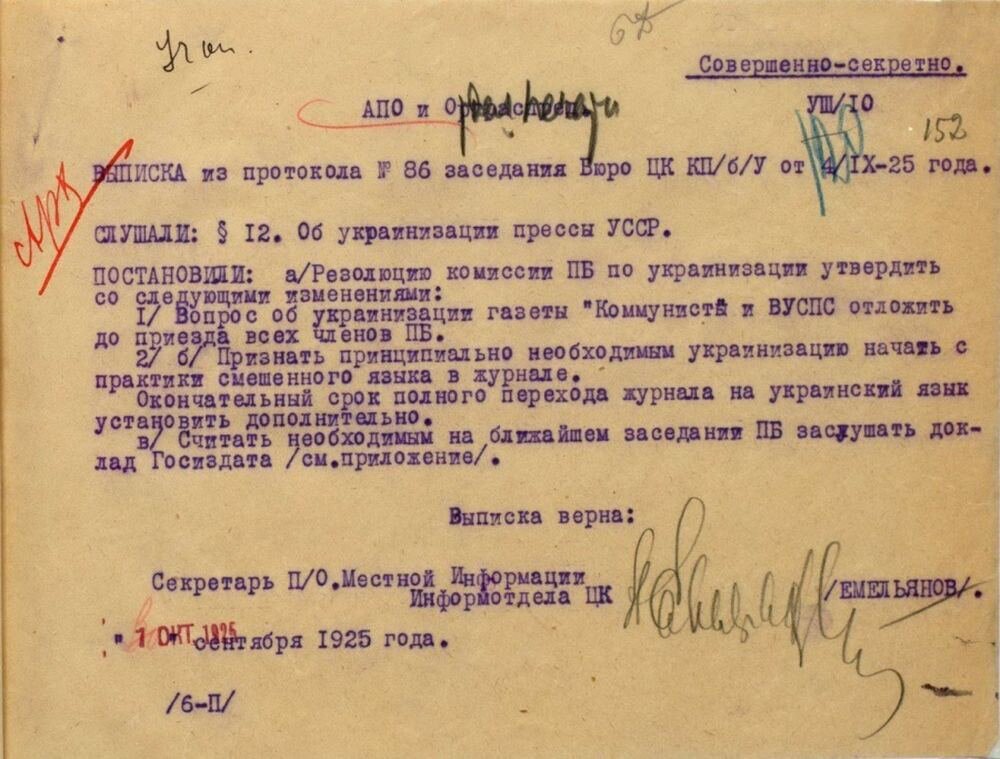 Совершенно-секретно.
АПО и
УШ/10
152
ВЫПИСКА из протокола № 86 заседания Бюро ЦК КП/б/У от 4/IX-25 года.
Арх
СЛУШАЛИ: § 12. Об украинизации прессы УССР.
ПОСТАНОВИЛИ: а/Резолюцию комиссии ПБ по украинизации утвердить
со следующими изменениями:
1/ Вопрос об украинизации газеты "Коммунист" и ВУСПС отложить
до приезда всех членов ПБ.
2/ б/ Признать принципиально необходимым украинизацию начать с
практики смешенного языка в журнале.
Окончательный срок полного перехода журнала на украинский язык
установить дополнительно.
в/ Считать необходимым на ближайшем заседании ПБ заслушать док-
лад Госиздата /см.приложение/.
Выписка верна:
Секретарь П/О.Местной Информации
Информотдела ЦК
/ЕМЕЛЬЯНОВ/.
1 ОКТ 1925
" сентября 1925 года.
/6-П/